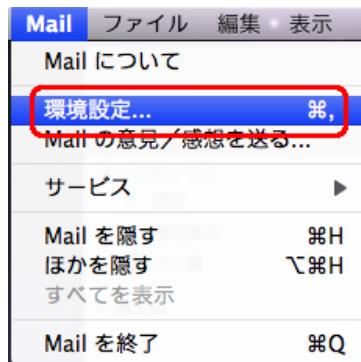 Mail ファイル 編集 表示
Mail について
環境設定... ⌘,
Mail の意見／感想を送る...
サービス ▶
Mail を隠す ⌘H
ほかを隠す ⌥⌘H
すべてを表示
Mail を終了 ⌘Q